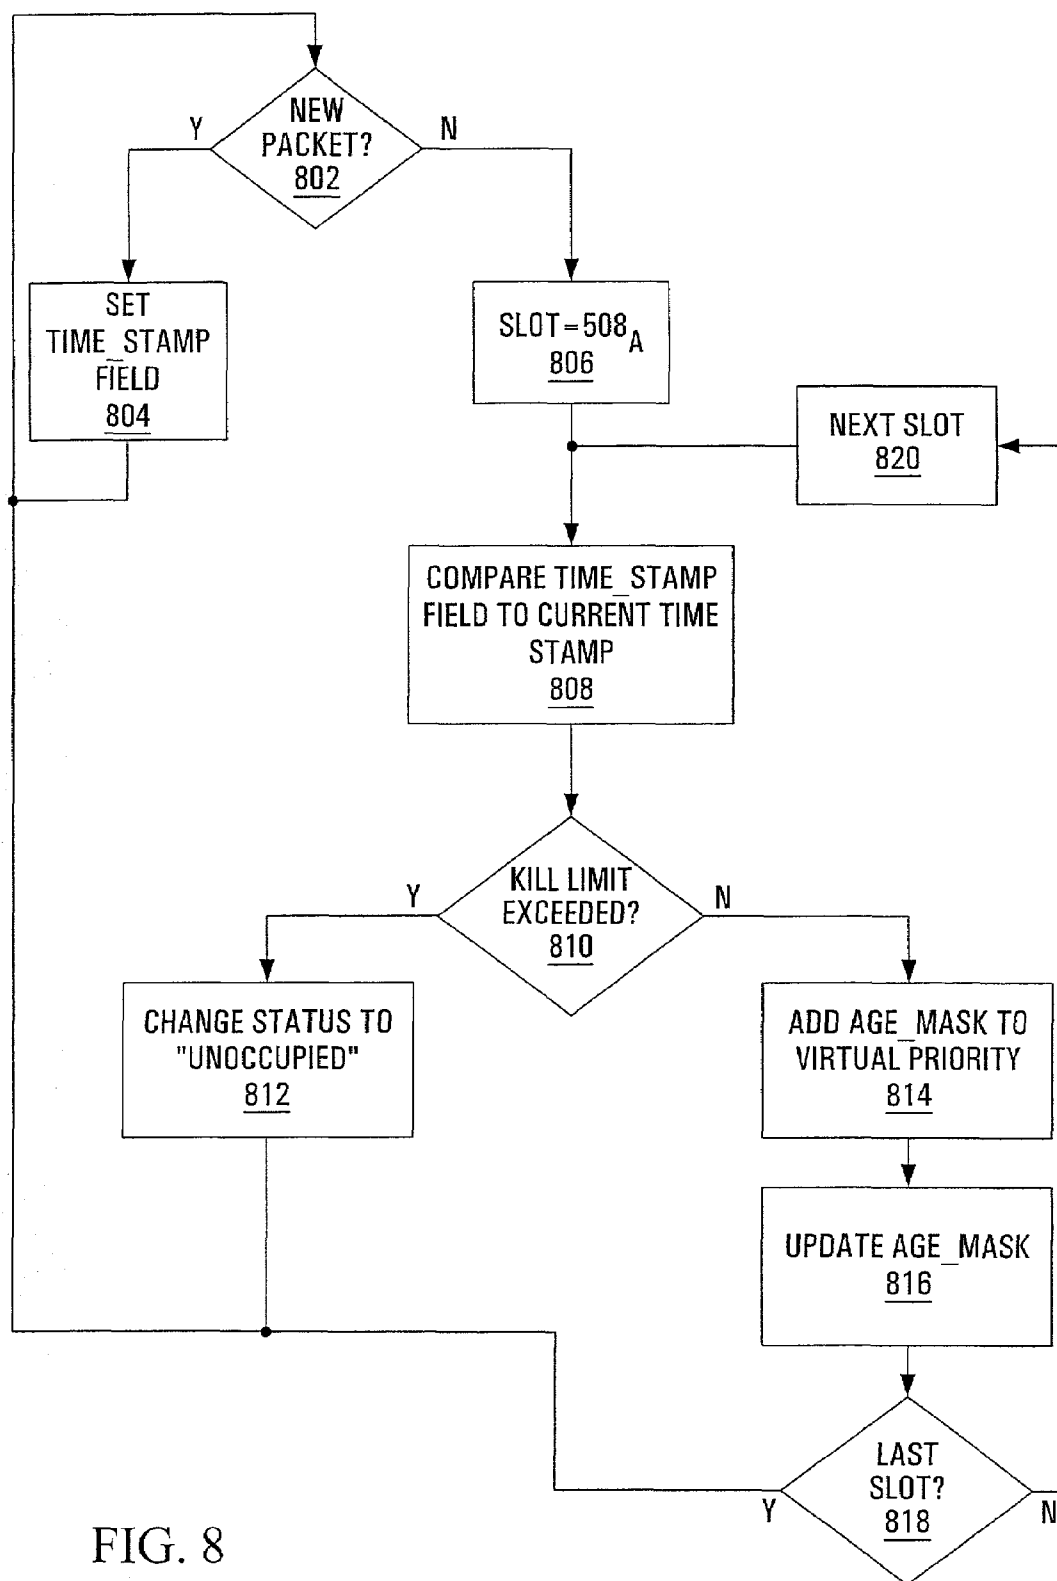 NEW
PACKET?
802
Y
N
SET
TIME_STAMP
FIELD
804
SLOT=508A
806
NEXT SLOT
820
COMPARE TIME_STAMP
FIELD TO CURRENT TIME
STAMP
808
KILL LIMIT
EXCEEDED?
810
Y
N
CHANGE STATUS TO
"UNOCCUPIED"
812
ADD AGE_MASK TO
VIRTUAL PRIORITY
814
UPDATE AGE_MASK
816
LAST
SLOT?
818
Y
N
FIG. 8